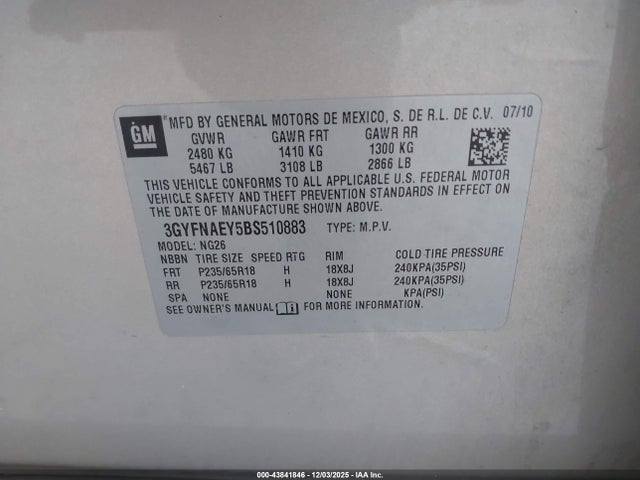 GM
MFD BY GENERAL MOTORS DE MEXICO, S. DE R.L. DE C.V. 07/10
GVWR GAWR FRT GAWR RR
2480 KG 1410 KG 1300 KG
5467 LB 3108 LB 2866 LB
THIS VEHICLE CONFORMS TO ALL APPLICABLE U.S. FEDERAL MOTOR
VEHICLE SAFETY AND THEFT PREVENTION STANDARDS IN EFFECT ON
THE DATE OF MANUFACTURE SHOWN ABOVE.
3GYFNAEY5BS510883 TYPE: M.P.V.
MODEL: NG26
NBBN TIRE SIZE SPEED RTG RIM COLD TIRE PRESSURE
FRT P235/65R18 H 18X8J 240KPA(35PSI)
RR P235/65R18 H 18X8J 240KPA(35PSI)
SPA NONE NONE KPA(PSI)
SEE OWNER'S MANUAL FOR MORE INFORMATION.
000-43841846 - 12/03/2025 - IAA Inc.